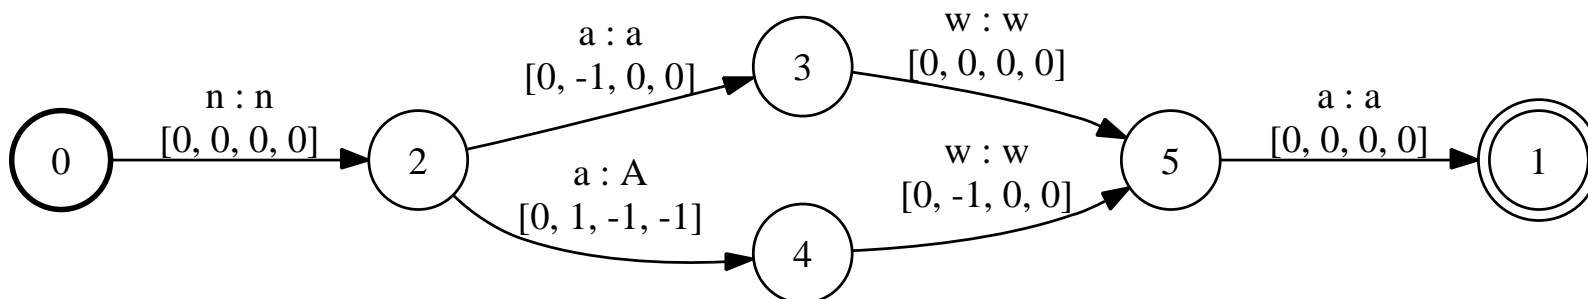 0
n : n
[0, 0, 0, 0]
2
a : a
[0, -1, 0, 0]
a : A
[0, 1, -1, -1]
3
4
w : w
[0, 0, 0, 0]
w : w
[0, -1, 0, 0]
5
a : a
[0, 0, 0, 0]
1